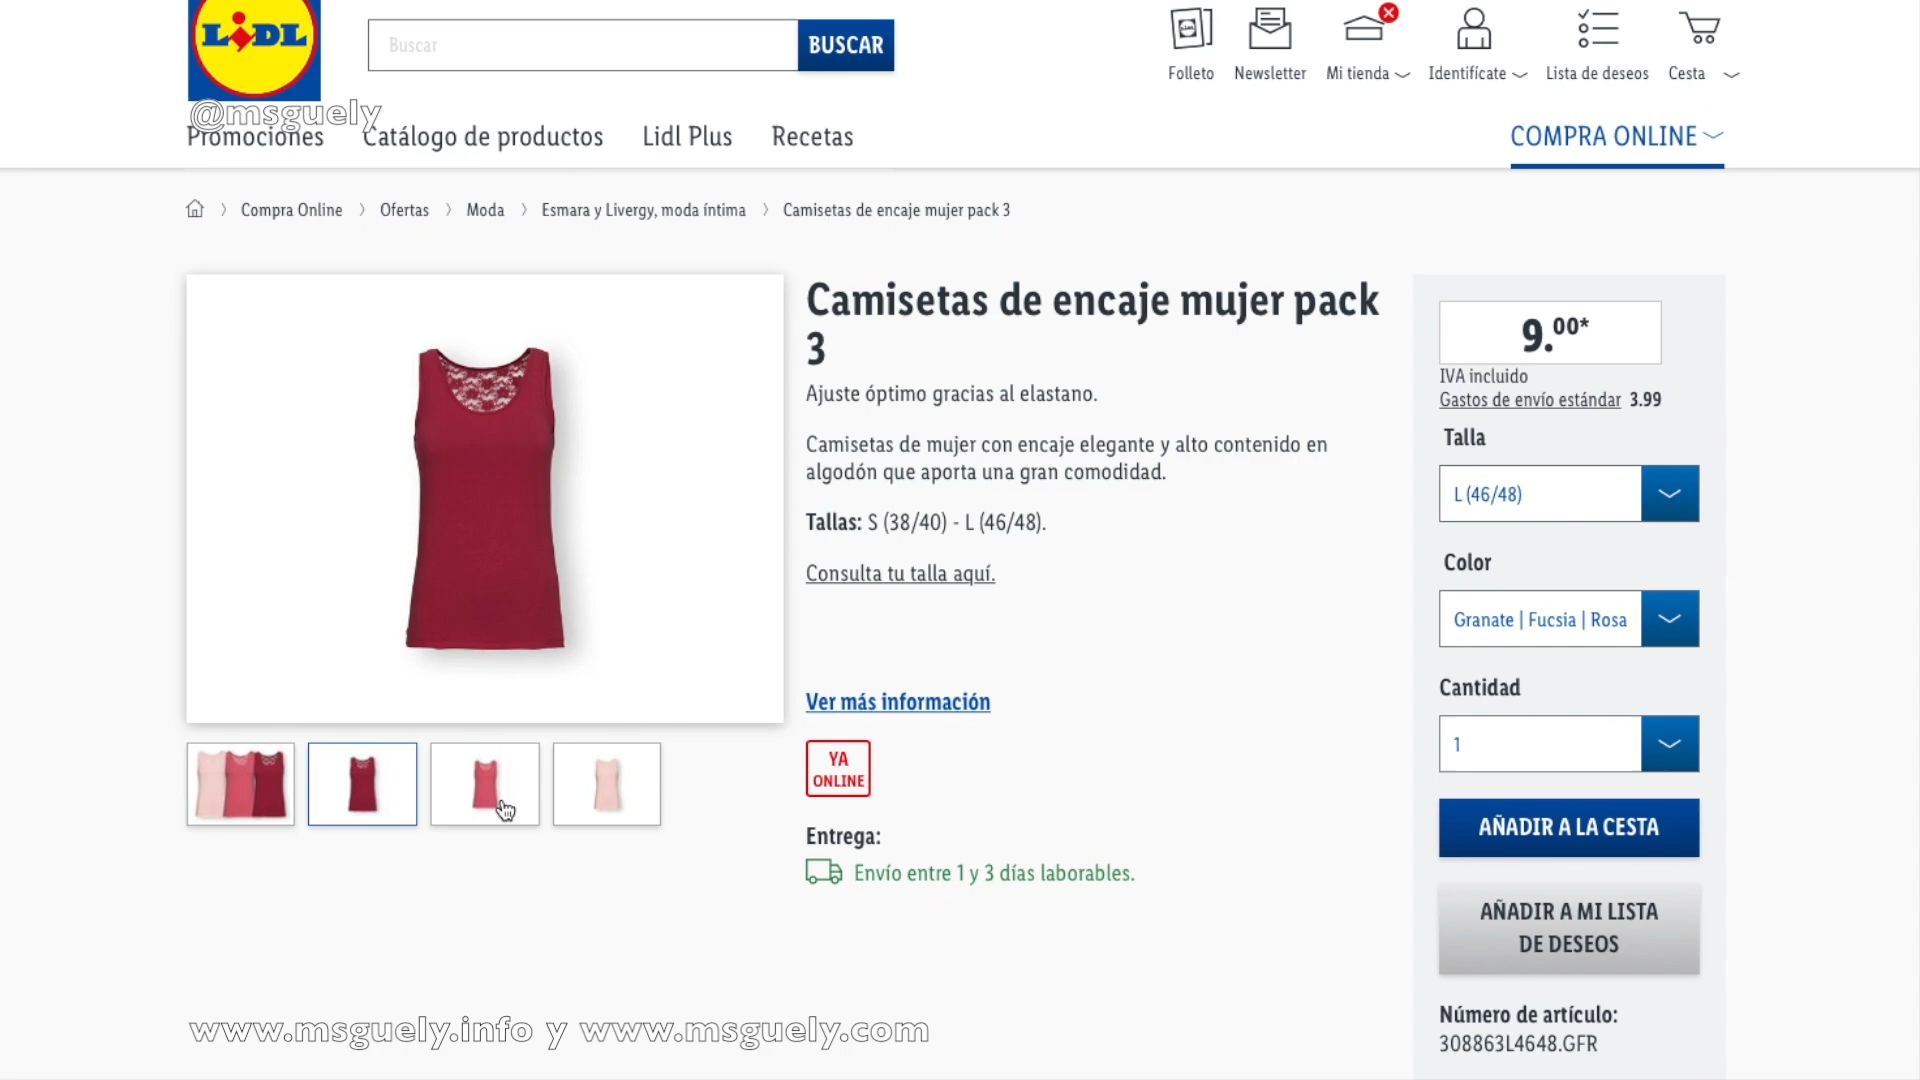 LIDL
Buscar
BUSCAR
Folleto
Newsletter
Mi tienda
Identifícate
Lista de deseos
Cesta
@msguely
Promociones
Catálogo de productos
Lidl Plus
Recetas
COMPRA ONLINE
Compra Online
Ofertas
Moda
Esmara y Livergy, moda íntima
Camisetas de encaje mujer pack 3
Camisetas de encaje mujer pack
3
Ajuste óptimo gracias al elastano.
Camisetas de mujer con encaje elegante y alto contenido en
algodón que aporta una gran comodidad.
Tallas: S (38/40) - L (46/48).
Consulta tu talla aquí.
Ver más información
YA
ONLINE
Entrega:
Envío entre 1 y 3 días laborables.
9.00*
IVA incluido
Gastos de envío estándar 3.99
Talla
L (46/48)
Color
Granate | Fucsia | Rosa
Cantidad
1
AÑADIR A LA CESTA
AÑADIR A MI LISTA
DE DESEOS
Número de artículo:
308863L4648.GFR
www.msguely.info y www.msguely.com